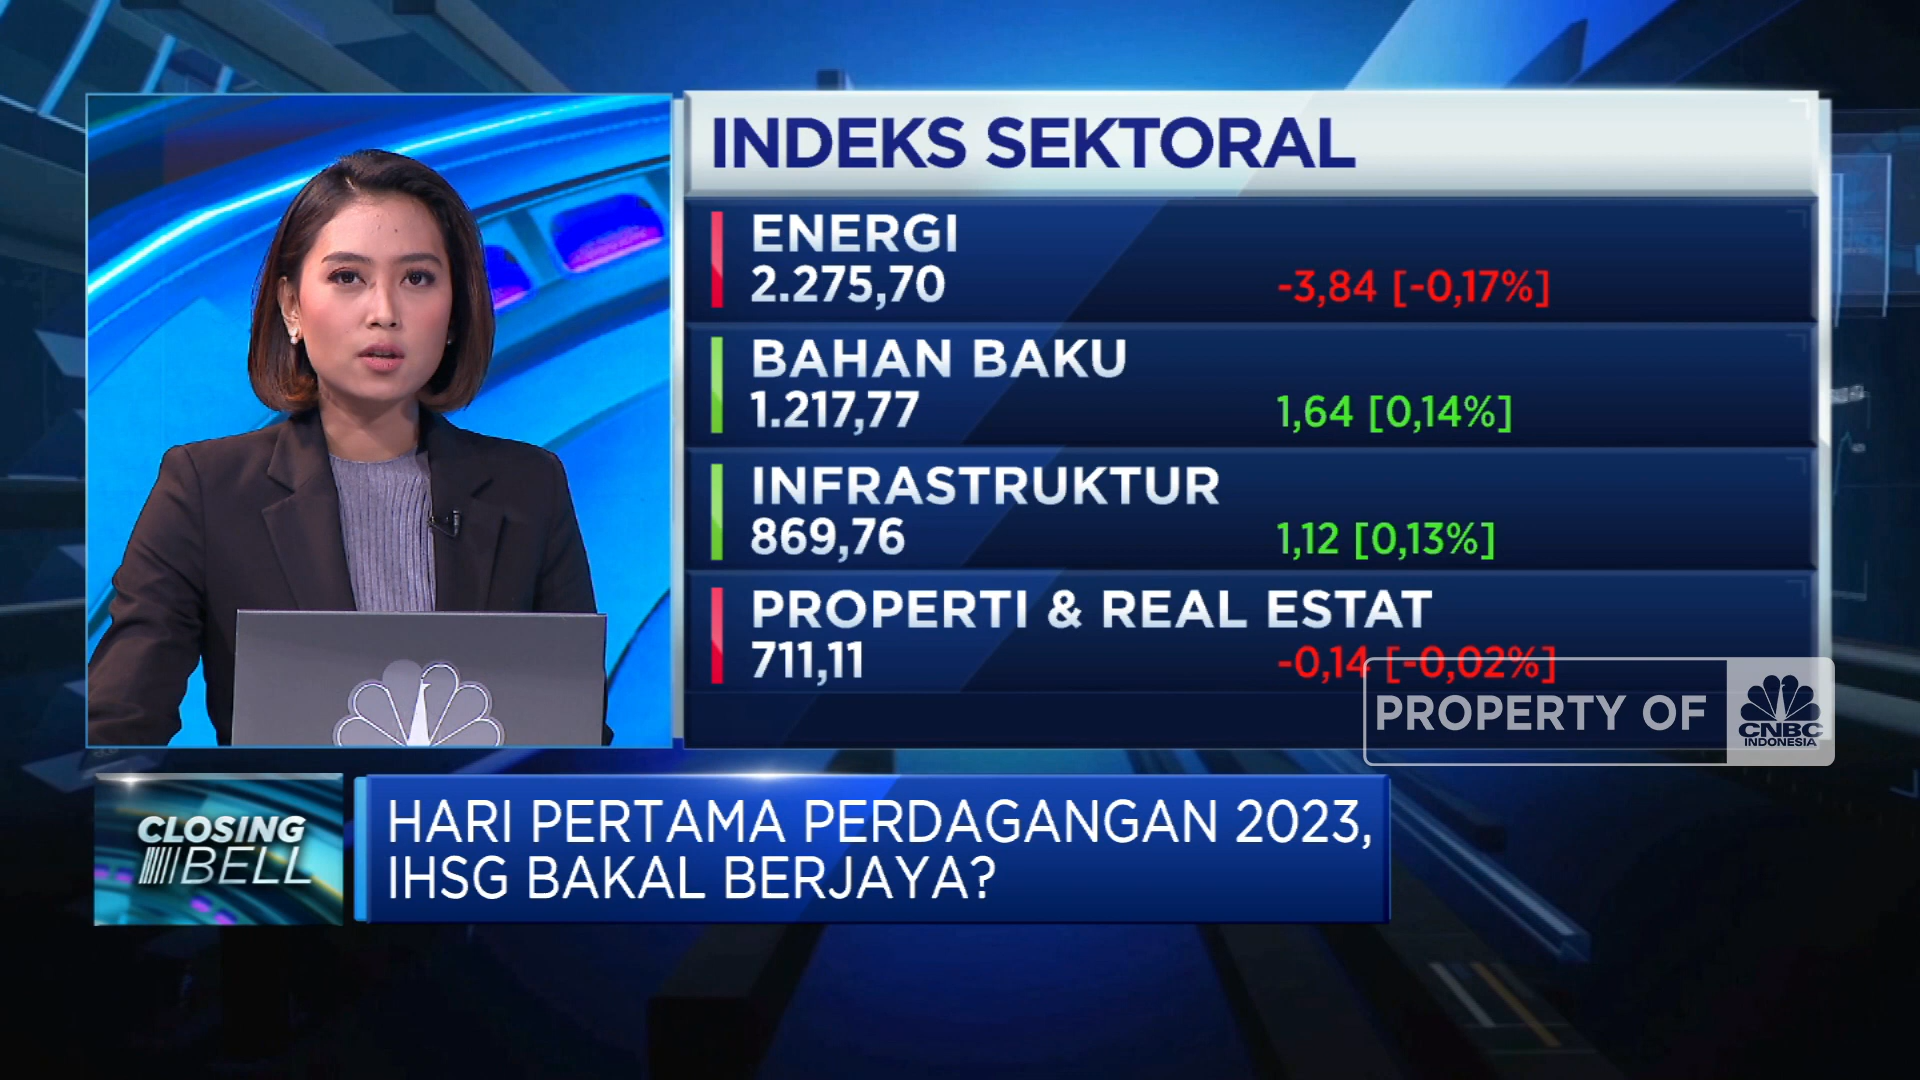 INDEKS SEKTORAL
ENERGI
2.275,70 -3,84 [-0,17%]
BAHAN BAKU
1.217,77 1,64 [0,14%]
INFRASTRUKTUR
869,76 1,12 [0,13%]
PROPERTI & REAL ESTAT
711,11 -0,14 [-0,02%]
PROPERTY OF CNBC INDONESIA
CLOSING
BELL
HARI PERTAMA PERDAGANGAN 2023,
IHSG BAKAL BERJAYA?